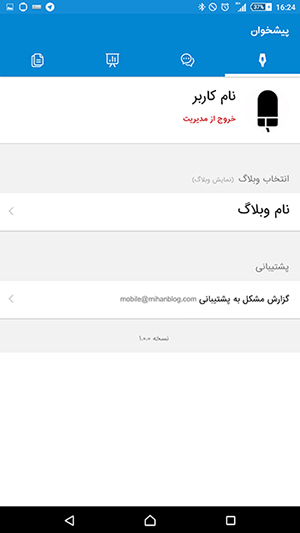 37% 16:24
پیشخوان
نام کاربر
خروج از مدیریت
انتخاب وبلاگ (نمایش وبلاگ)
نام وبلاگ
پشتیبانی
گزارش مشکل به پشتیبانی mobile@mihanblog.com
نسخه ۱.۰.۰